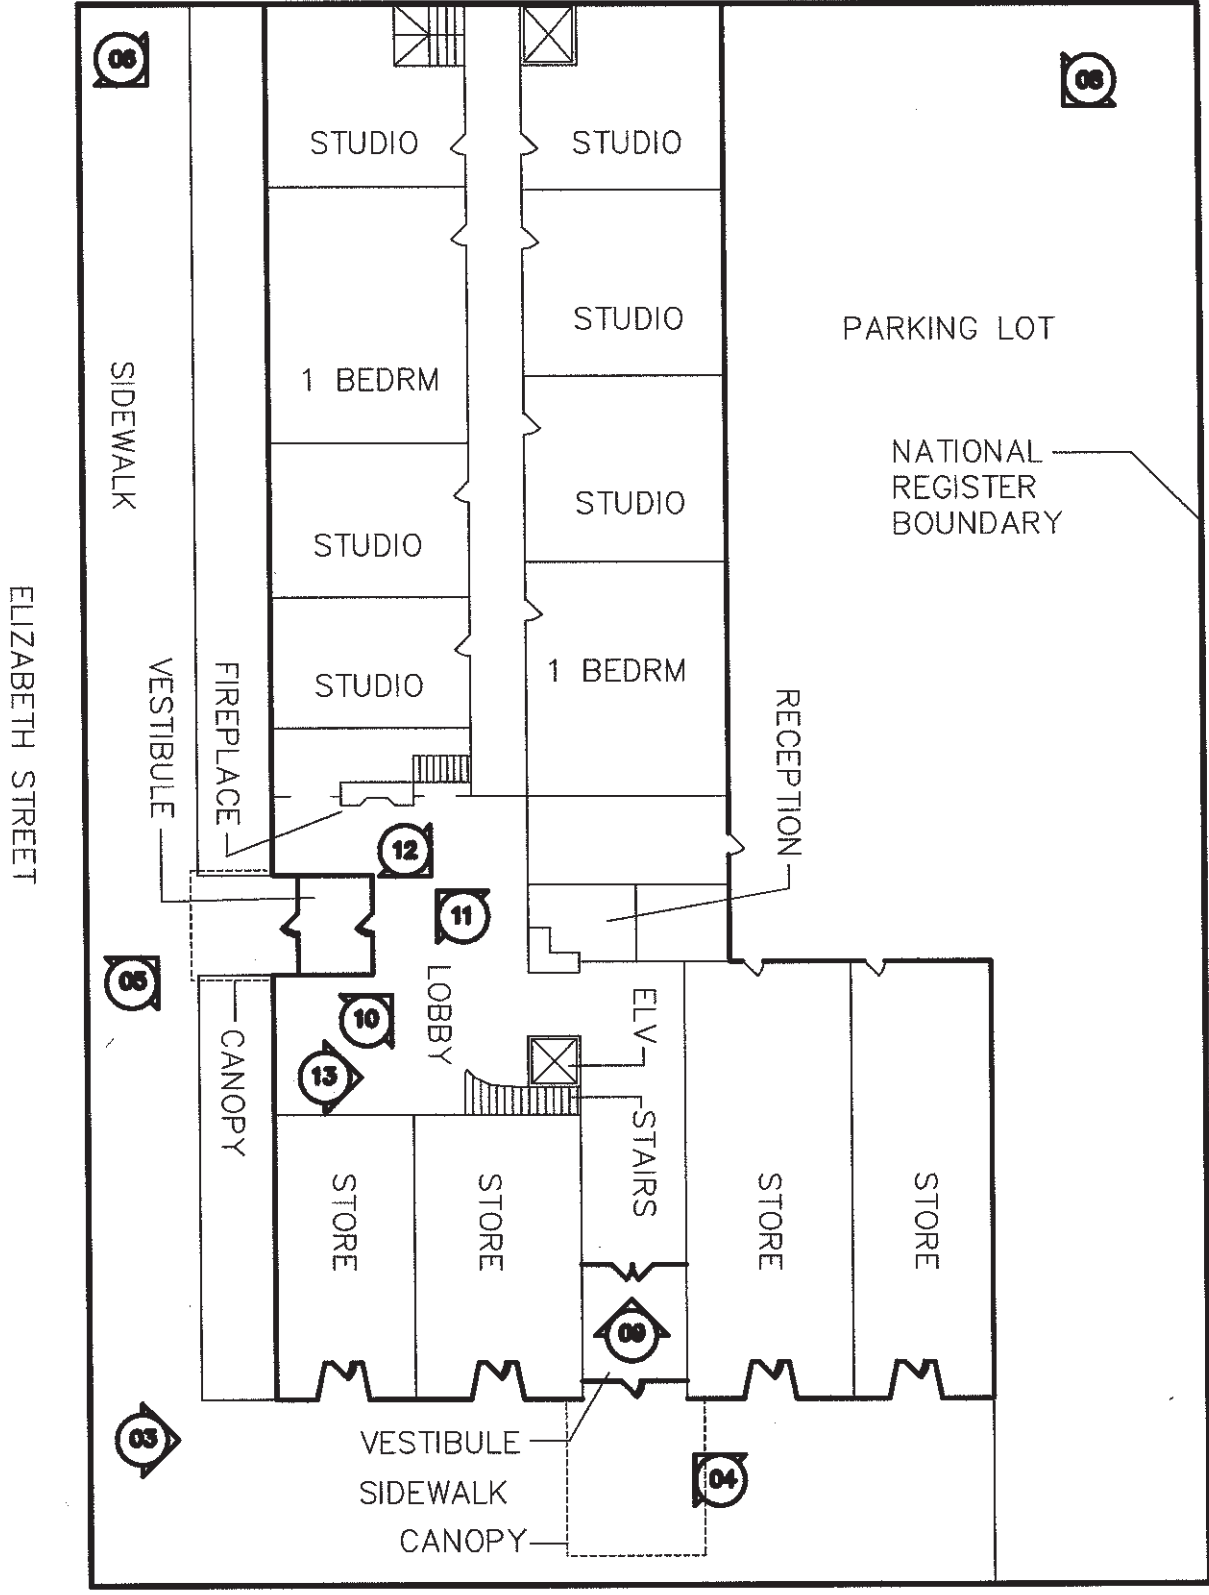 06
08
STUDIO
STUDIO
STUDIO
PARKING LOT
1 BEDRM
SIDEWALK
NATIONAL
REGISTER
BOUNDARY
STUDIO
STUDIO
ELIZABETH STREET
VESTIBULE
FIREPLACE
STUDIO
1 BEDRM
RECEPTION
12
11
05
CANOPY
10
LOBBY
ELV
13
STAIRS
STORE
STORE
STORE
STORE
09
03
VESTIBULE
SIDEWALK
CANOPY
04